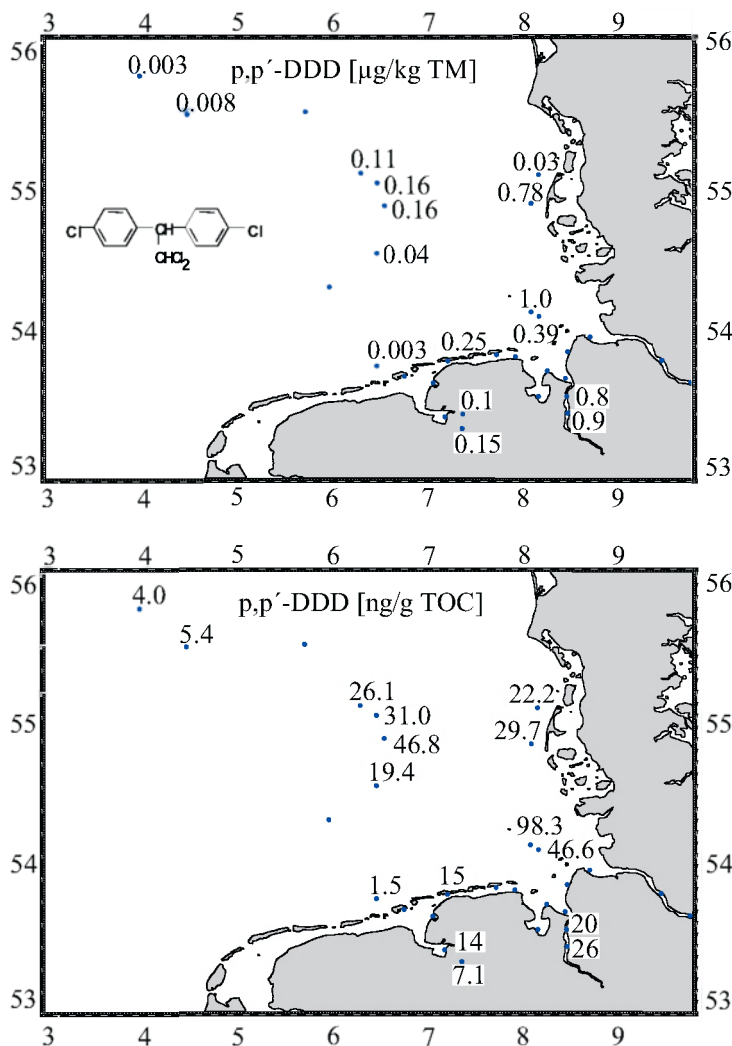 3 4 5 6 7 8 9
56 56
0.003
p,p´-DDD [µg/kg TM]
0.008
0.11
0.03
55 0.16 55
0.78
0.16
Cl CH Cl
CHCl2
0.04
1.0
54 0.39 54
0.003 0.25
0.1 0.8
0.9
0.15
53 53
3 4 5 6 7 8 9
3 4 5 6 7 8 9
56 56
4.0
p,p´-DDD [ng/g TOC]
5.4
26.1 22.2
31.0
55 29.7 55
46.8
19.4
98.3
46.6
54 54
1.5 15
20
14
26
7.1
53 53
3 4 5 6 7 8 9